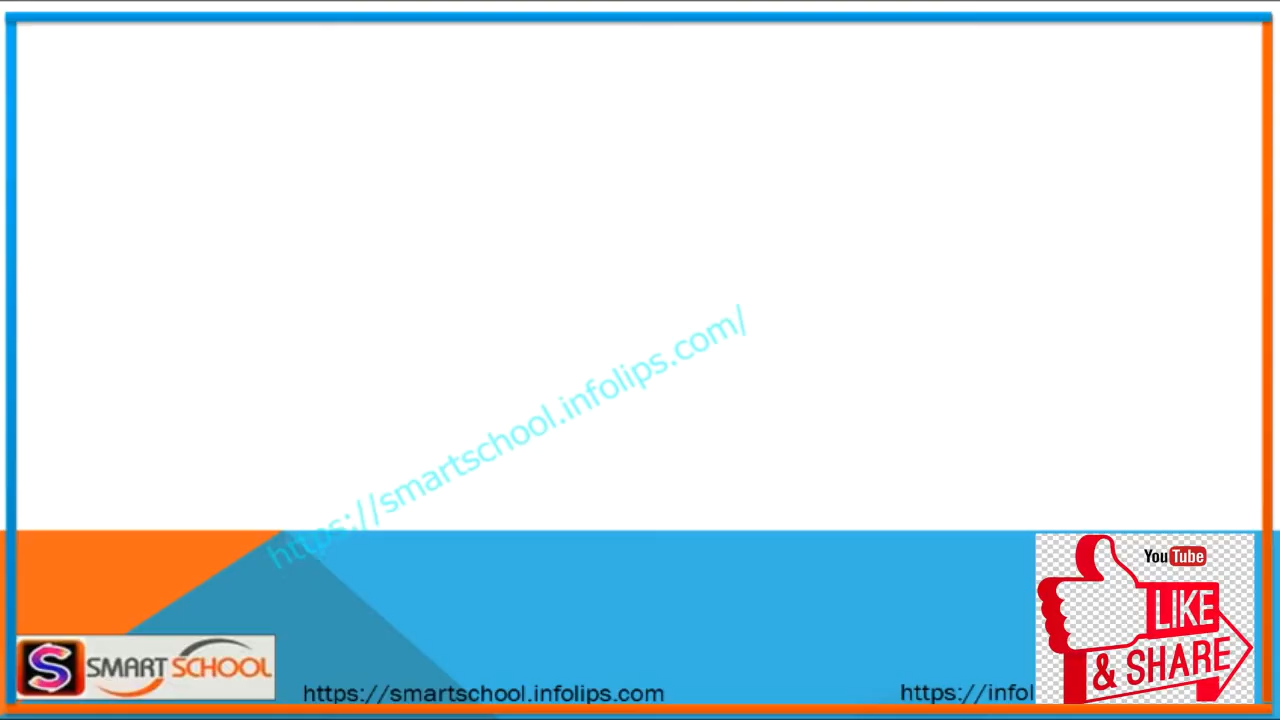 https://smartschool.infolips.com/
YouTube
LIKE
& SHARE
S SMART SCHOOL
https://smartschool.infolips.com
https://infol